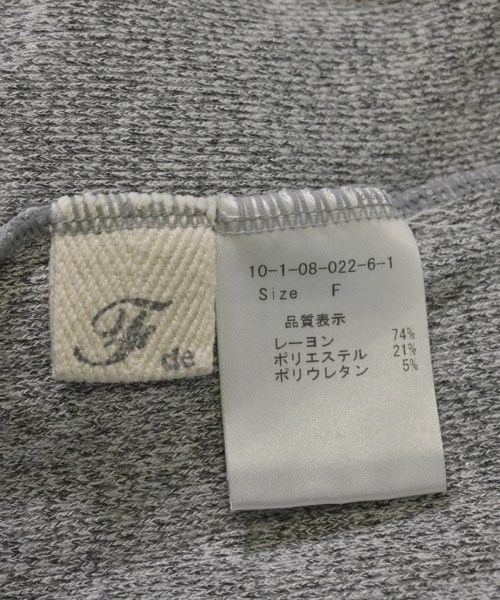 de
10-1-08-022-6-1
Size F
品質表示
レーヨン 74%
ポリエステル 21%
ポリウレタン 5%